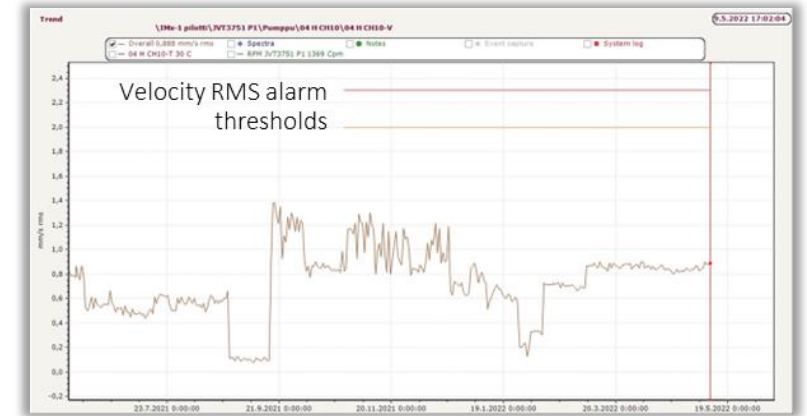 Trend
\IMx-1 pilotti\JVT3751 P1\Pumppu\04 H CH10\04 H CH10-V
9.5.2022 17:02:04
Overall 0,888 mm/s rms
Spectra
Notes
Event capture
System log
04 H CH10-T 30 C
RPM JVT3751 P1 1369 Cpm
Velocity RMS alarm
thresholds
2,4
2,2
2,0
1,8
1,6
1,4
1,2
1,0
0,8
0,6
0,4
0,2
0,0
-0,2
mm/s rms
23.7.2021 0:00:00
21.9.2021 0:00:00
20.11.2021 0:00:00
19.1.2022 0:00:00
20.3.2022 0:00:00
19.5.2022 0:00:00